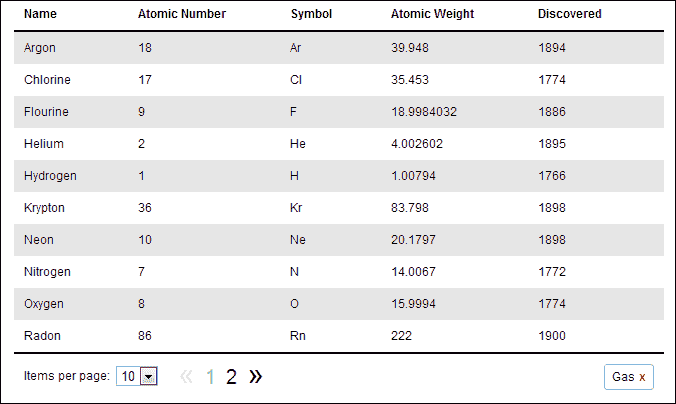 Name Atomic Number Symbol Atomic Weight Discovered
Argon 18 Ar 39.948 1894
Chlorine 17 Cl 35.453 1774
Flourine 9 F 18.9984032 1886
Helium 2 He 4.002602 1895
Hydrogen 1 H 1.00794 1766
Krypton 36 Kr 83.798 1898
Neon 10 Ne 20.1797 1898
Nitrogen 7 N 14.0067 1772
Oxygen 8 O 15.9994 1774
Radon 86 Rn 222 1900
Items per page: 10 « 1 2 » Gas x